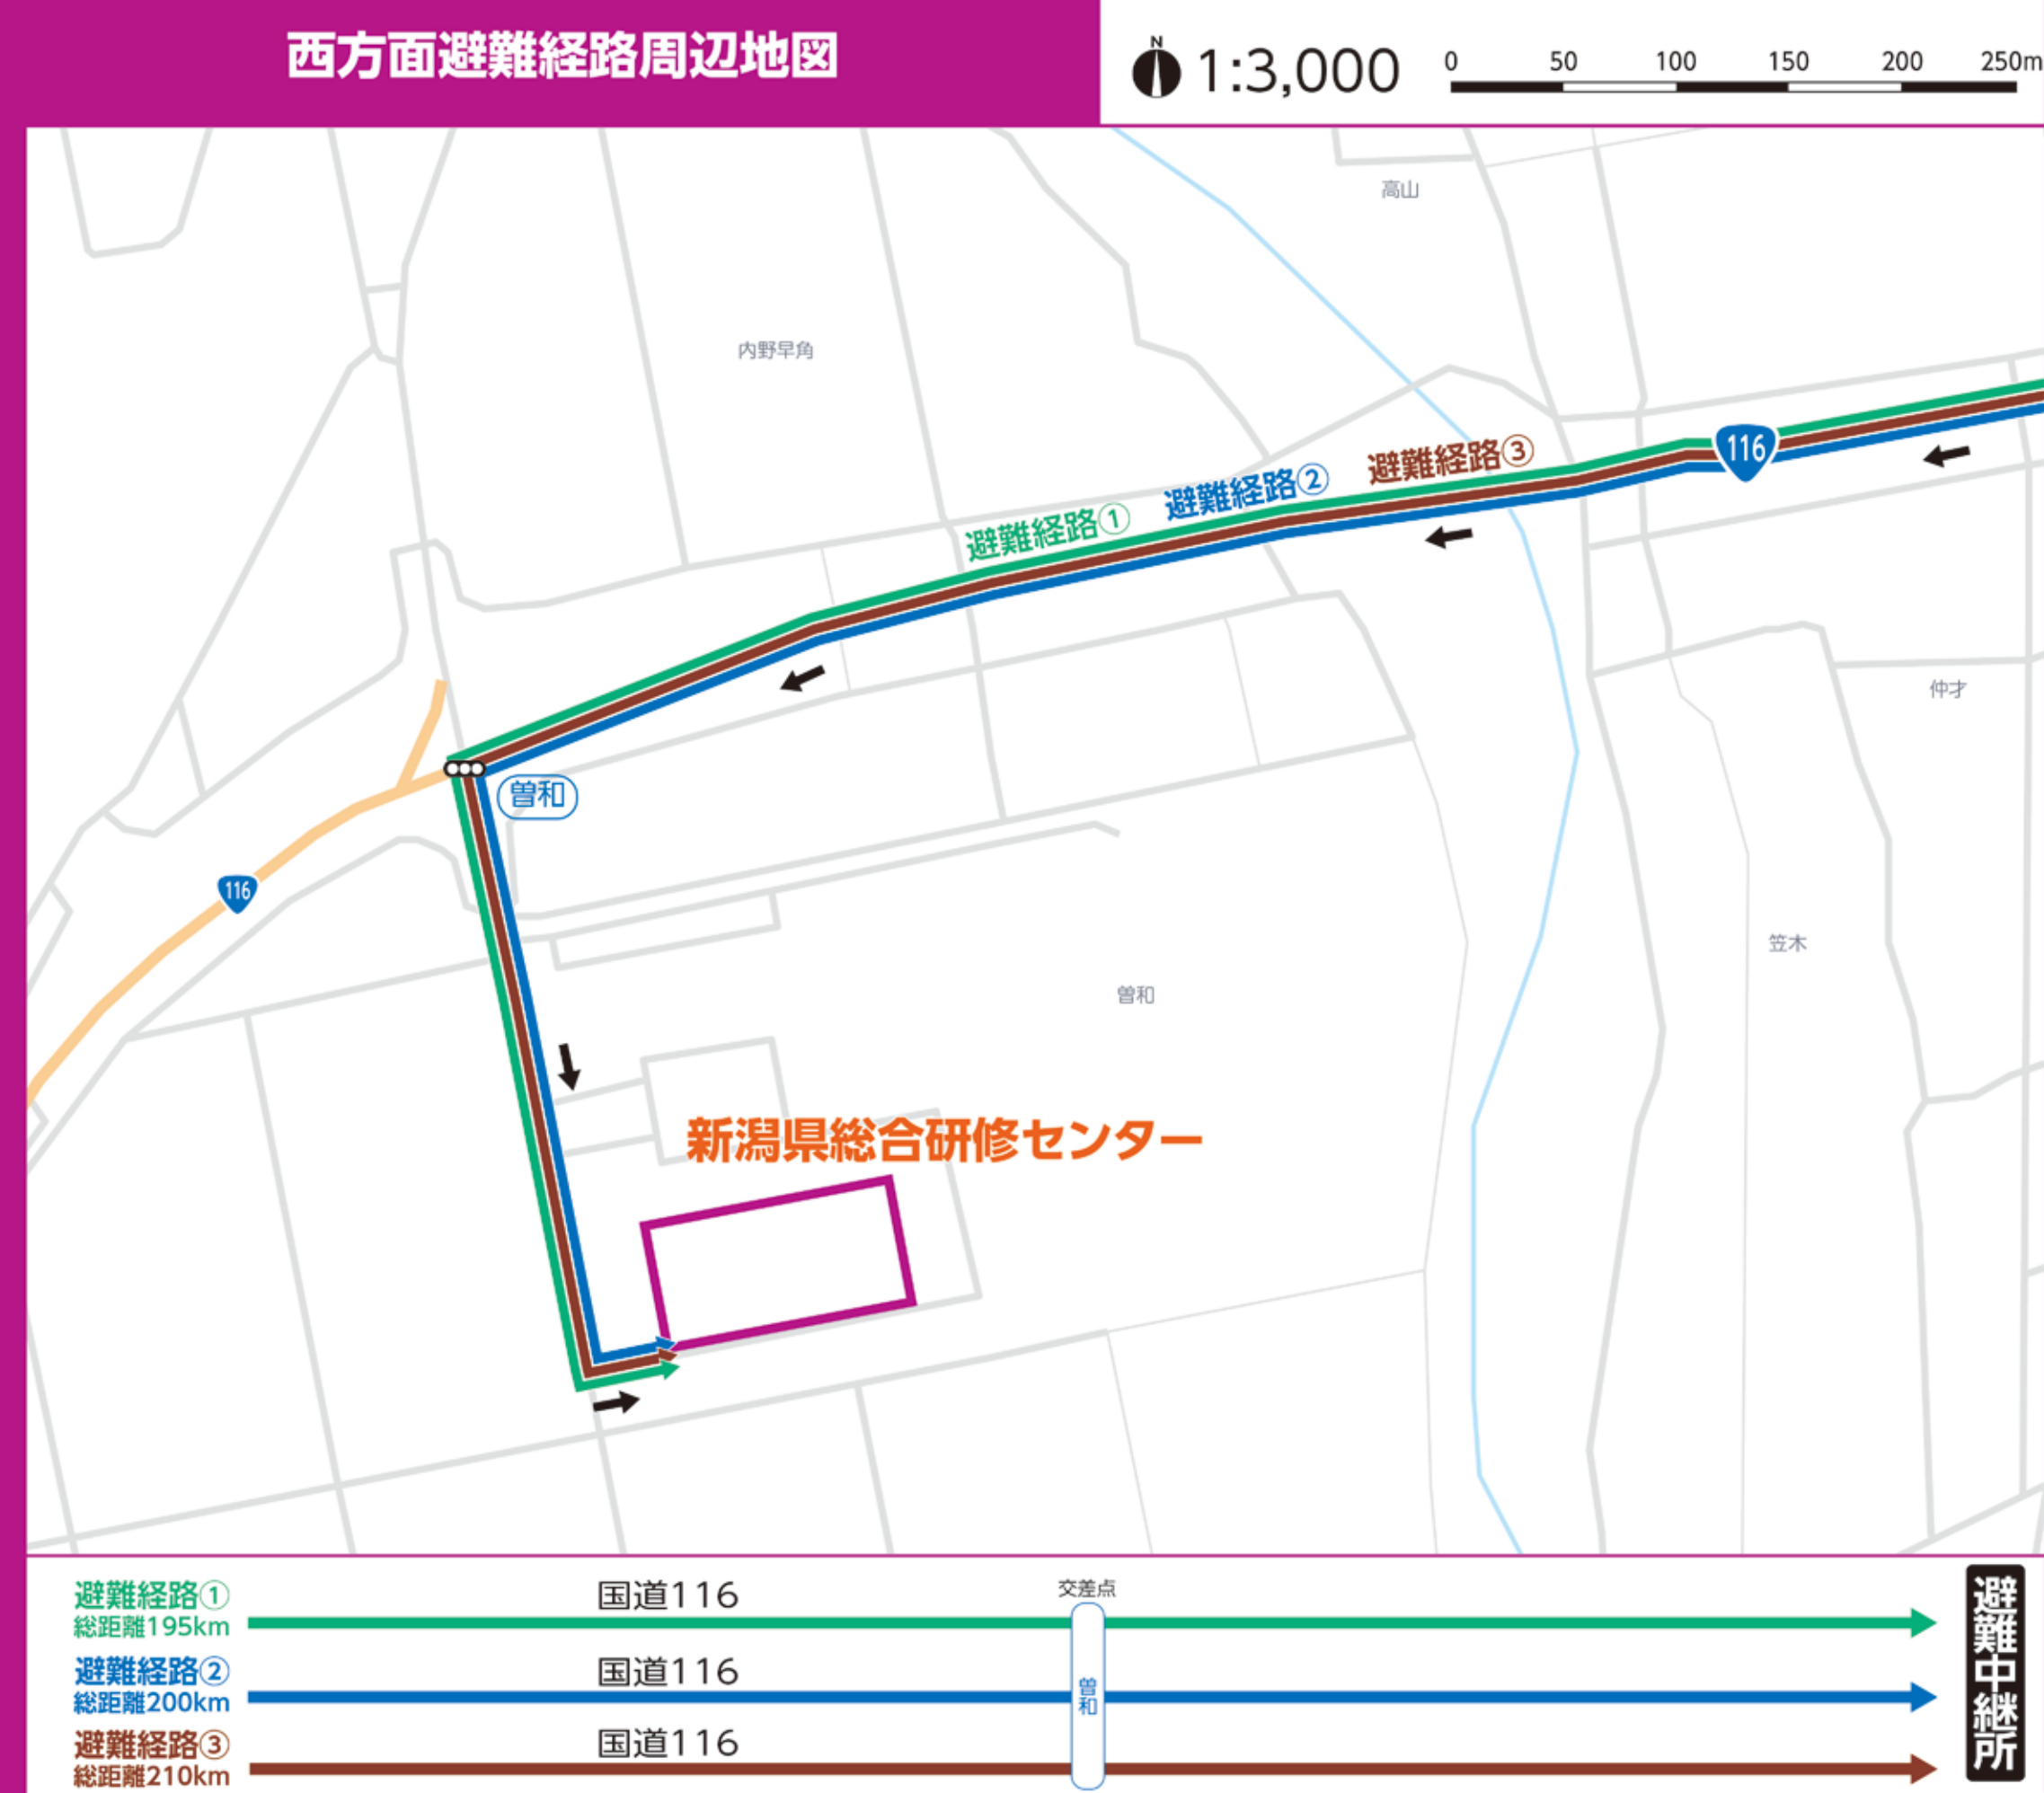 西方面避難経路周辺地図
N
1:3,000
0 50 100 150 200 250m
高山
内野早角
116
避難経路③
避難経路②
避難経路①
仲才
曽和
116
笠木
曽和
新潟県総合研修センター
避難経路①
総距離195km
国道116
交差点
避難経路②
総距離200km
国道116
曽和
避難経路③
総距離210km
国道116
避難中継所